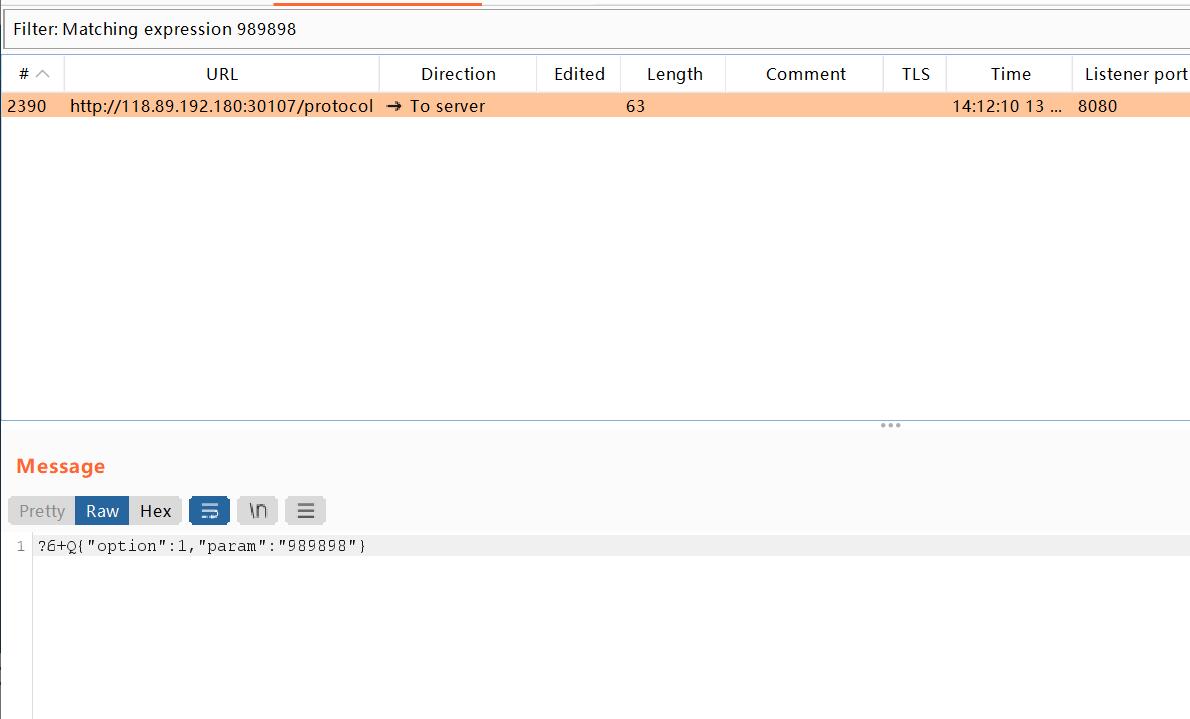 Filter: Matching expression 989898
# URL Direction Edited Length Comment TLS Time Listener port
2390 http://118.89.192.180:30107/protocol → To server 63 14:12:10 13 ... 8080
Message
Pretty Raw Hex \n
1 ?6+Q{"option":1,"param":"989898"}